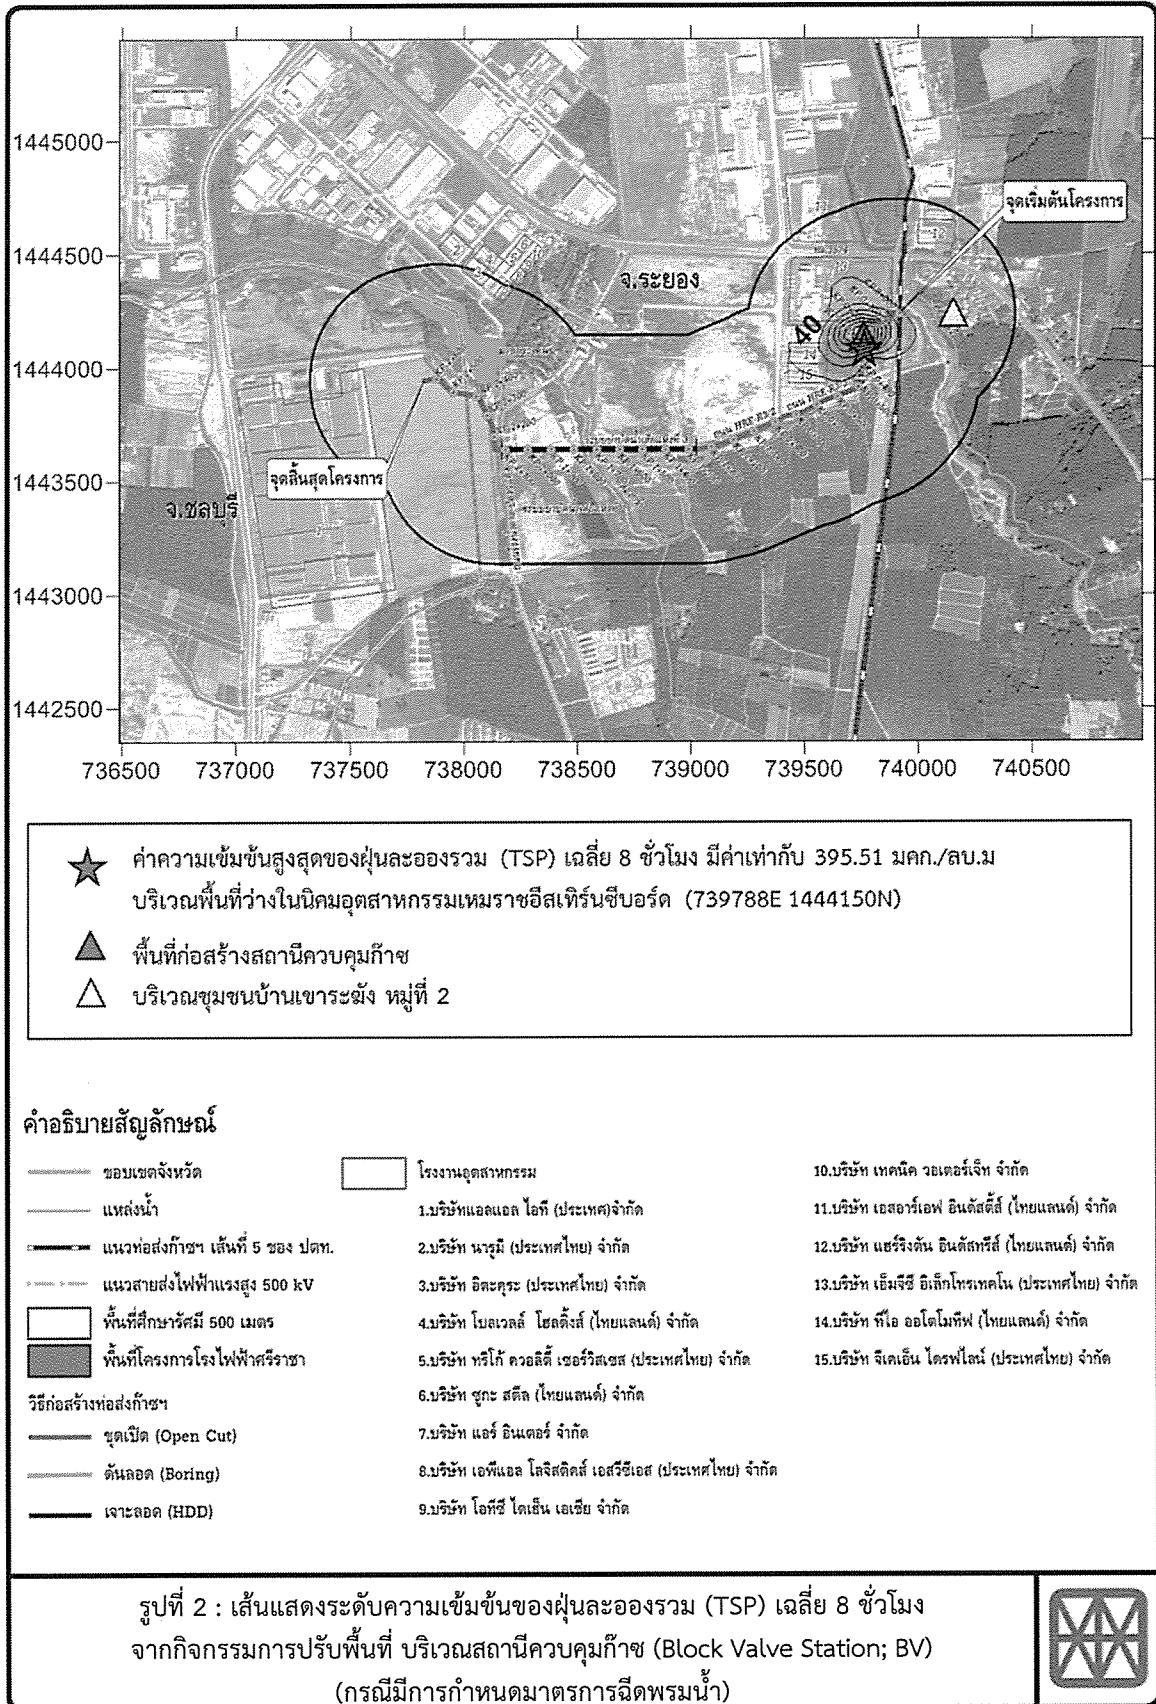 1445000
1444500
1444000
1443500
1443000
1442500
736500 737000 737500 738000 738500 739000 739500 740000 740500
จุดเริ่มต้นโครงการ
จ.ระยอง
40
14
15
จุดสิ้นสุดโครงการ
จ.ชลบุรี
ค่าความเข้มข้นสูงสุดของฝุ่นละอองรวม (TSP) เฉลี่ย 8 ชั่วโมง มีค่าเท่ากับ 395.51 มคก./ลบ.ม
บริเวณพื้นที่ว่างในนิคมอุตสาหกรรมเหมราชอีสเทิร์นซีบอร์ด (739788E 1444150N)
พื้นที่ก่อสร้างสถานีควบคุมก๊าซ
บริเวณชุมชนบ้านเขาระฆัง หมู่ที่ 2
คำอธิบายสัญลักษณ์
ขอบเขตจังหวัด
แหล่งน้ำ
แนวท่อส่งก๊าซฯ เส้นที่ 5 ของ ปตท.
แนวสายส่งไฟฟ้าแรงสูง 500 kV
พื้นที่ศึกษารัศมี 500 เมตร
พื้นที่โครงการโรงไฟฟ้าศรีราชา
วิธีก่อสร้างท่อส่งก๊าซฯ
ขุดเปิด (Open Cut)
ดันลอด (Boring)
เจาะลอด (HDD)
โรงงานอุตสาหกรรม
1.บริษัทแอลแอล ไอที (ประเทศ)จำกัด
2.บริษัท นารูมี (ประเทศไทย) จำกัด
3.บริษัท อิตะคุระ (ประเทศไทย) จำกัด
4.บริษัท โบลเวลล์ โฮลดิ้งส์ (ไทยแลนด์) จำกัด
5.บริษัท ทริโก้ ควอลิตี้ เซอร์วิสเซส (ประเทศไทย) จำกัด
6.บริษัท ซูกะ สตีล (ไทยแลนด์) จำกัด
7.บริษัท แอร์ อินเตอร์ จำกัด
8.บริษัท เอพีแอล โลจิสติคส์ เอสวีซีเอส (ประเทศไทย) จำกัด
9.บริษัท โอทีซี ไดเฮ็น เอเซีย จำกัด
10.บริษัท เทคนิค วอเตอร์เจ็ท จำกัด
11.บริษัท เอสอาร์เอฟ อินดัสตี้ส์ (ไทยแลนด์) จำกัด
12.บริษัท แฮร์ริงตัน อินดัสทรีส์ (ไทยแลนด์) จำกัด
13.บริษัท เอ็มจีซี อิเล็กโทรเทคโน (ประเทศไทย) จำกัด
14.บริษัท ทีไอ ออโตโมทีฟ (ไทยแลนด์) จำกัด
15.บริษัท จีเคเอ็น ไดรฟไลน์ (ประเทศไทย) จำกัด
รูปที่ 2 : เส้นแสดงระดับความเข้มข้นของฝุ่นละอองรวม (TSP) เฉลี่ย 8 ชั่วโมง
จากกิจกรรมการปรับพื้นที่ บริเวณสถานีควบคุมก๊าซ (Block Valve Station; BV)
(กรณีมีการกำหนดมาตรการฉีดพรมน้ำ)